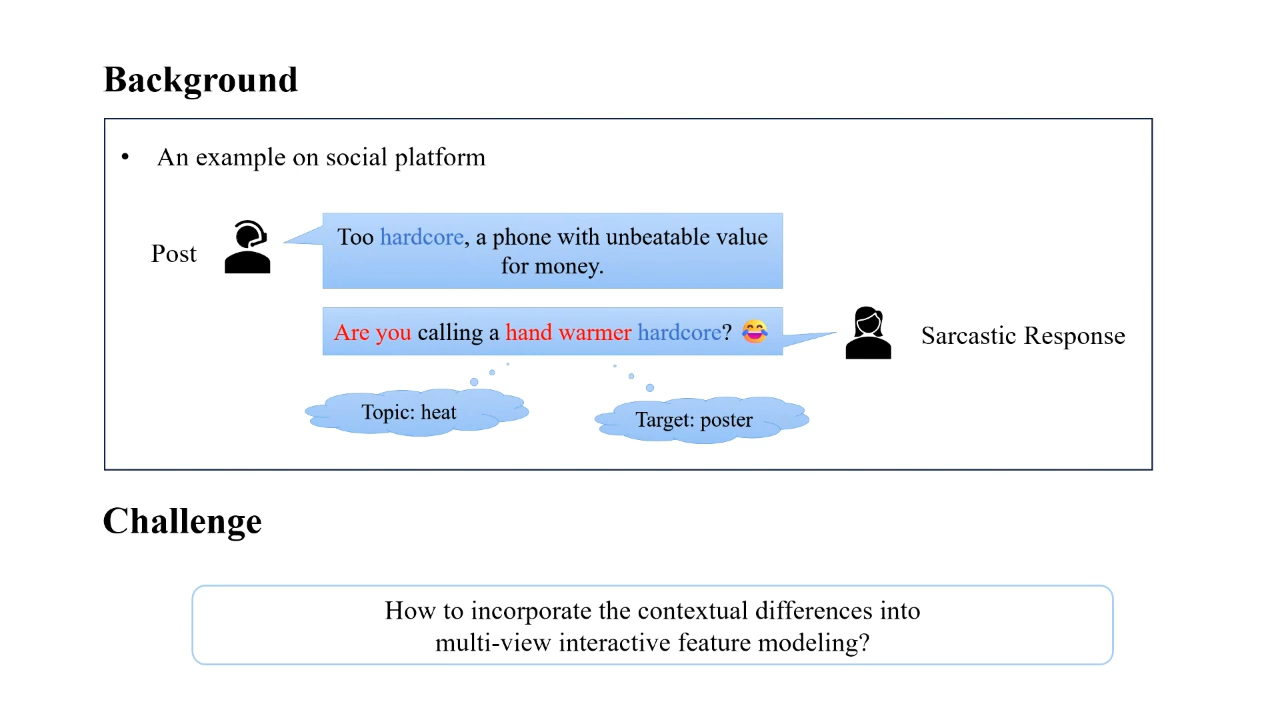 Background
• An example on social platform
Post
Too hardcore, a phone with unbeatable value
for money.
Are you calling a hand warmer hardcore? 😂
Sarcastic Response
Topic: heat
Target: poster
Challenge
How to incorporate the contextual differences into
multi-view interactive feature modeling?